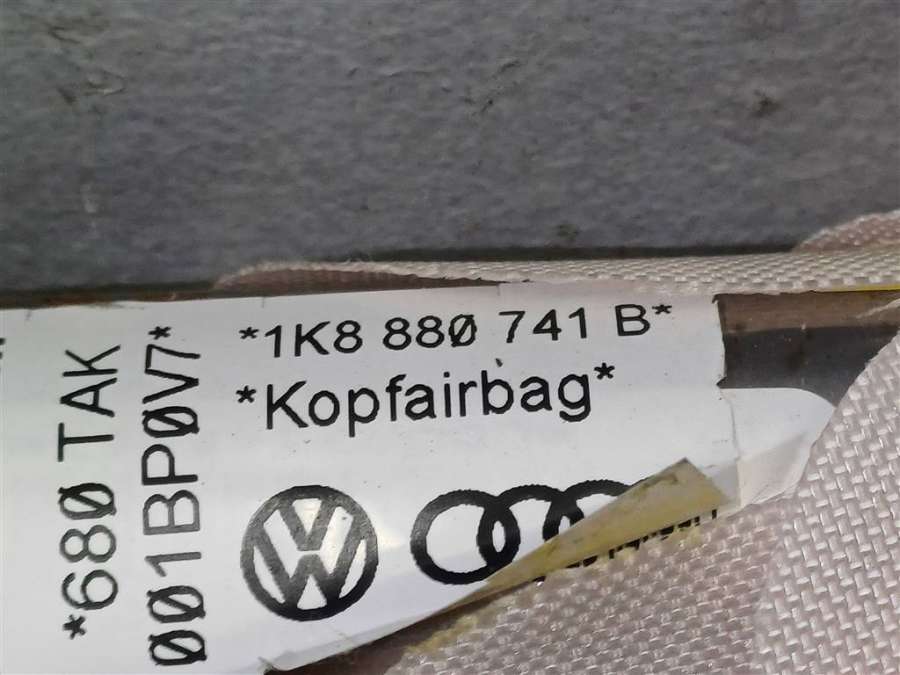 *1K8 880 741 B*
*Kopfairbag*
*680 TAK
001BP0V7*